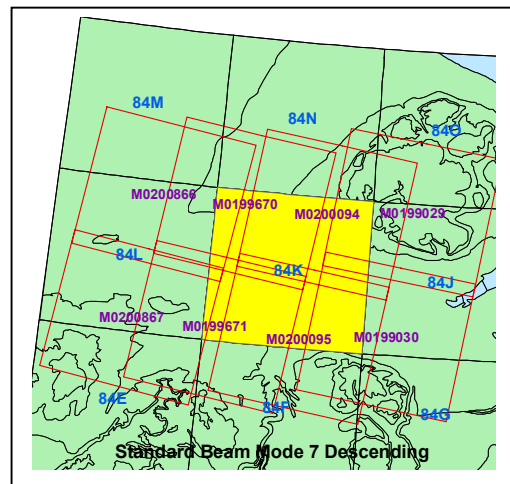 84M
84N
84O
M0200866
M0199670
M0200094
M0199029
84L
84K
84J
M0200867
M0199671
M0200095
M0199030
84E
84F
84G
Standard Beam Mode 7 Descending